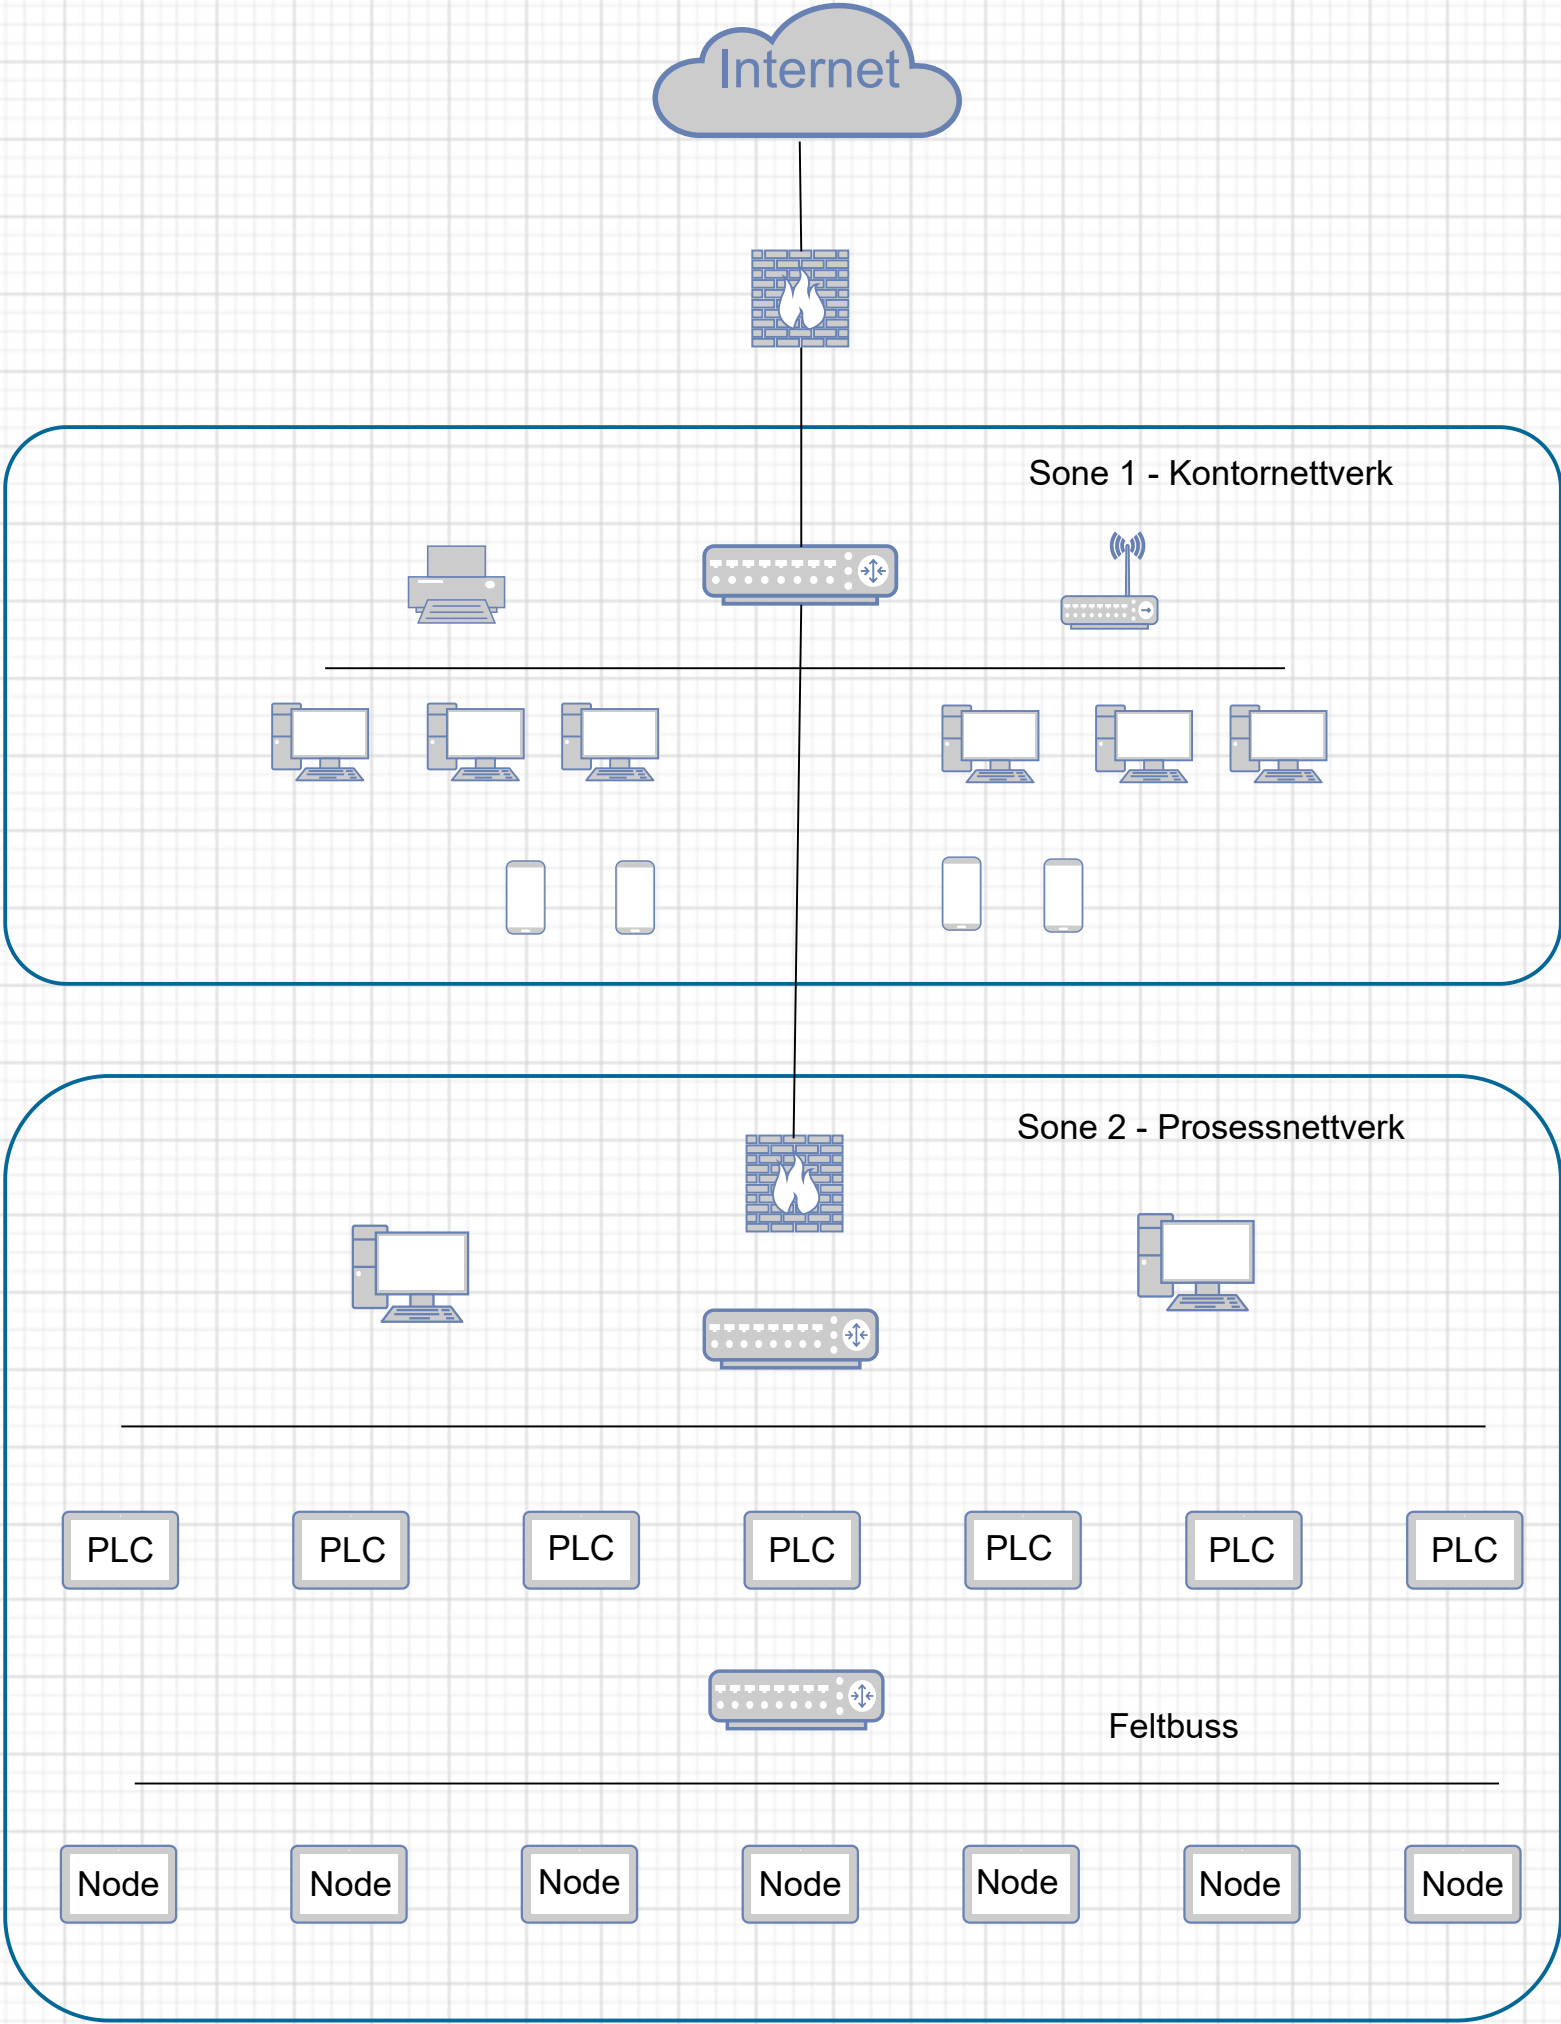 Internet
Sone 1 - Kontornettverk
Sone 2 - Prosessnettverk
PLC PLC PLC PLC PLC PLC PLC
Feltbuss
Node Node Node Node Node Node Node